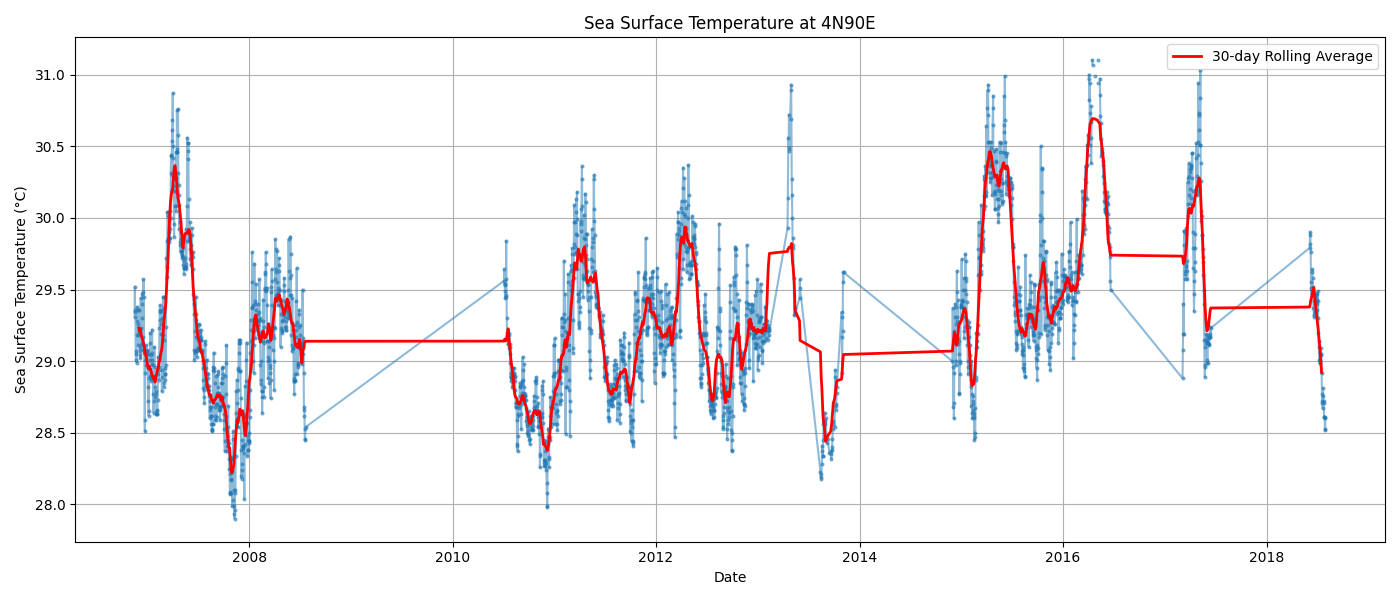 Sea Surface Temperature at 4N90E
30-day Rolling Average
31.0
30.5
30.0
29.5
29.0
28.5
28.0
Sea Surface Temperature (°C)
2008 2010 2012 2014 2016 2018
Date